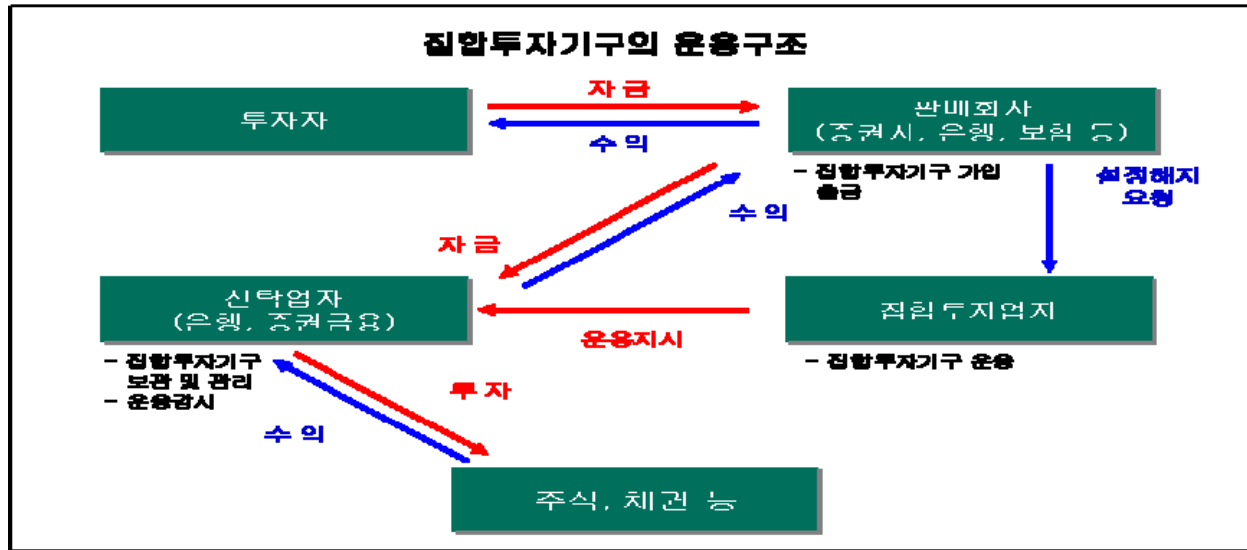 집합투자기구의 운용구조
투자자
자 금
수 익
판매회사
(증권사, 은행, 보험 등)
- 집합투자기구 가입
출금
설정해지
요청
자 금
수 익
신탁업자
(은행, 증권금융)
- 집합투자기구
보관 및 관리
- 운용감시
운용지시
집합투자업자
- 집합투자기구 운용
투 자
수 익
주식, 채권 등